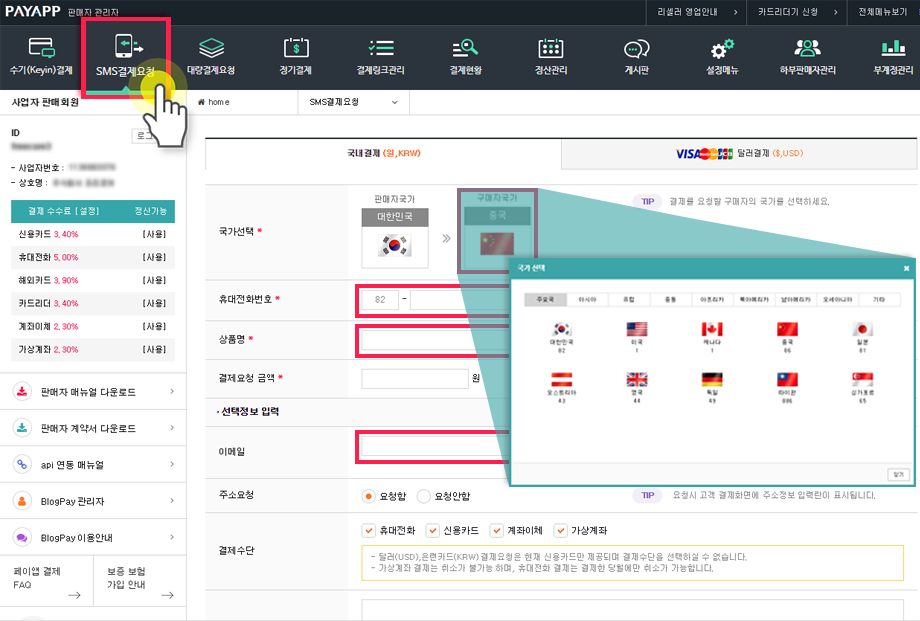 PAYAPP 판매자 관리자
리셀러 영업안내
카드리더기 신청
전체메뉴보기
수기(Keyin)결제
SMS결제요청
대량결제요청
정기결제
결제링크관리
결제현황
정산관리
게시판
설정메뉴
하부판매자관리
부계정관리
사업자 판매회원
home
SMS결제요청
ID
로그
- 사업자번호 :
- 상호명 :
결제 수수료 [설정] 정산가능
신용카드 3,40% [사용]
휴대전화 5,00% [사용]
해외카드 3,90% [사용]
카드리더 3,40% [사용]
계좌이체 2,30% [사용]
가상계좌 2,30% [사용]
판매자 매뉴얼 다운로드
판매자 계약서 다운로드
api 연동 매뉴얼
BlogPay 관리자
BlogPay 이용안내
페이앱 결제
FAQ
보증 보험
가입 안내
국내결제 (원,KRW)
VISA MasterCard JCB 달러결제 ($,USD)
국가선택 *
판매자국가
대한민국
구매자국가
중국
TIP 결제를 요청할 구매자의 국가를 선택하세요.
휴대전화번호 *
82 -
상품명 *
결제요청 금액 *
원
· 선택정보 입력
이메일
주소요청
요청함 요청안함
TIP 요청시 고객 결제화면에 주소정보 입력란이 표시됩니다.
결제수단
휴대전화 신용카드 계좌이체 가상계좌
- 달러(USD),은련카드(KRW) 결제요청은 현재 신용카드만 제공되며 결제수단을 선택하실 수 없습니다.
- 가상계좌 결제는 취소가 불가능 하며, 휴대전화 결제는 결제한 당월에만 취소가 가능합니다.
국가 선택
주요국 아시아 유럽 중동 아프리카 북아메리카 남아메리카 오세아니아 기타
대한민국 미국 캐나다 중국 일본
82 1 1 86 81
오스트리아 영국 독일 타이완 싱가포르
43 44 49 886 65
닫기